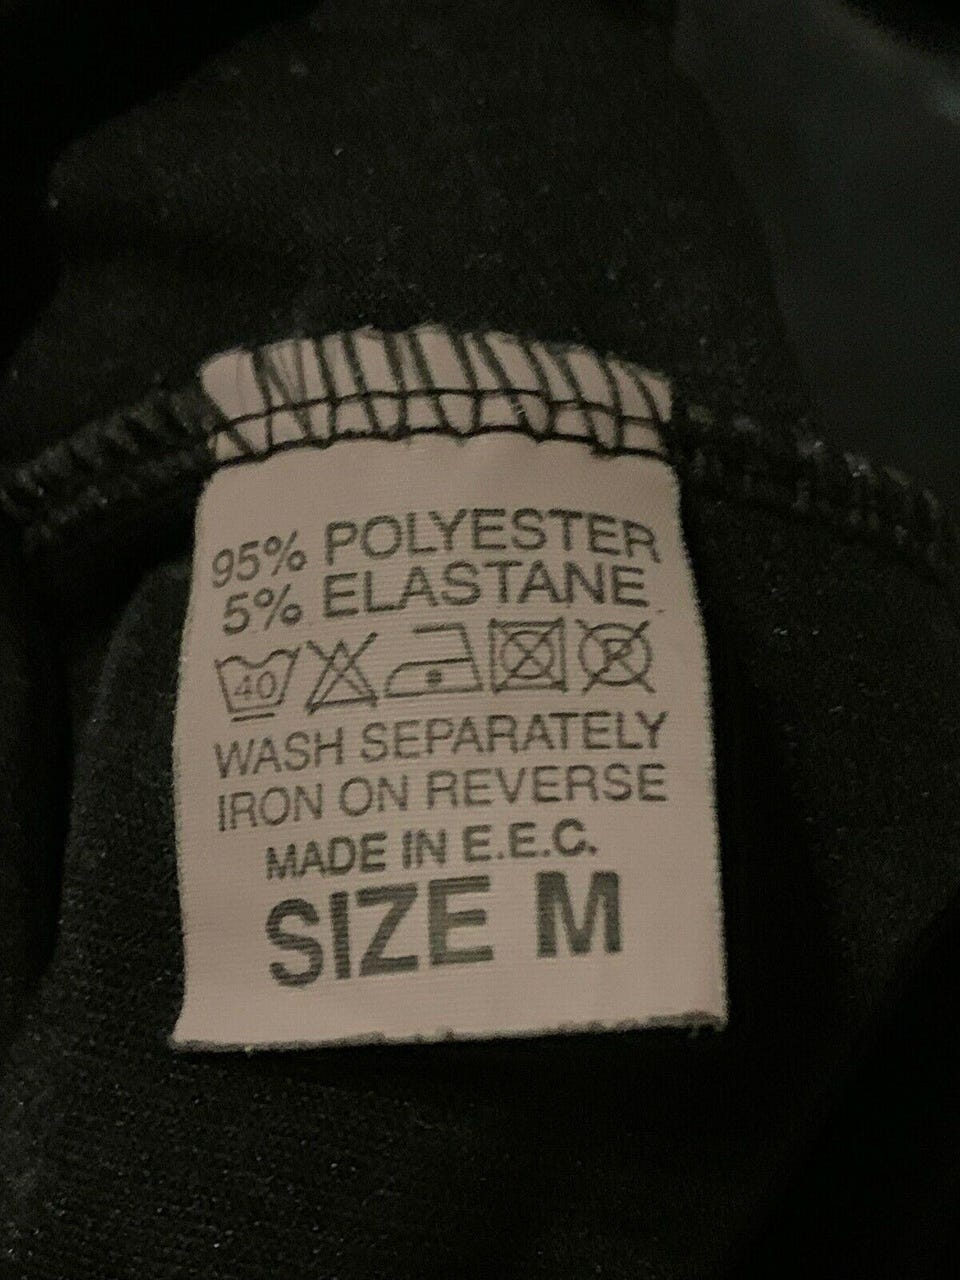 95% POLYESTER
5% ELASTANE
40 P
WASH SEPARATELY
IRON ON REVERSE
MADE IN E.E.C.
SIZE M